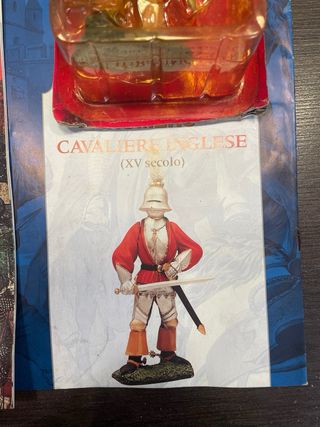 CAVALIERE INGLESE
(XV secolo)